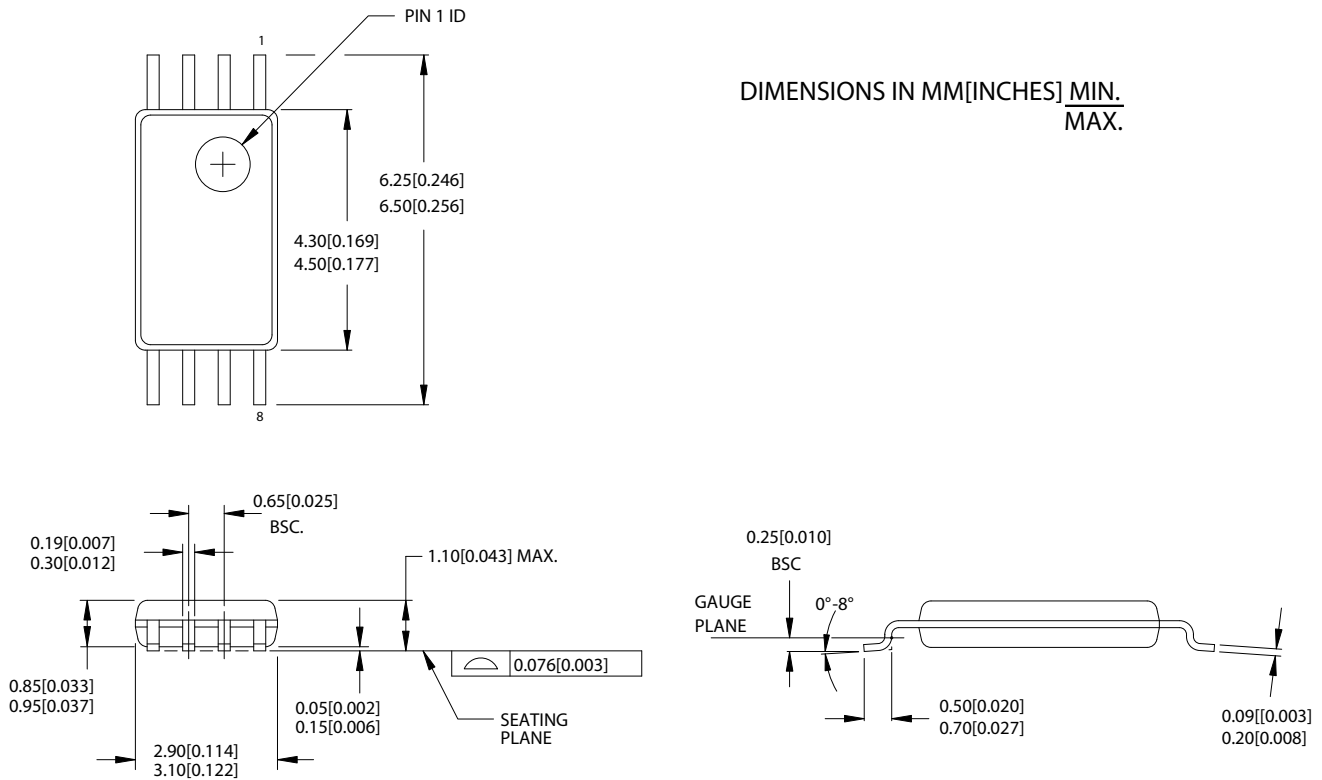 PIN 1 ID
1
DIMENSIONS IN MM[INCHES] MIN.
MAX.
6.25[0.246]
6.50[0.256]
4.30[0.169]
4.50[0.177]
8
0.65[0.025]
BSC.
0.19[0.007]
0.30[0.012]
1.10[0.043] MAX.
0.85[0.033]
0.95[0.037]
0.076[0.003]
0.05[0.002]
0.15[0.006]
SEATING
PLANE
2.90[0.114]
3.10[0.122]
0.25[0.010]
BSC
GAUGE
PLANE
0°-8°
0.50[0.020]
0.70[0.027]
0.09[[0.003]
0.20[0.008]